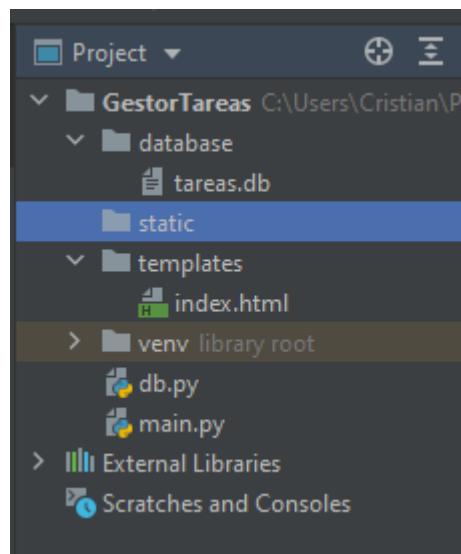 Project
GestorTareas C:\Users\Cristian\P
database
tareas.db
static
templates
H index.html
venv library root
db.py
main.py
External Libraries
Scratches and Consoles